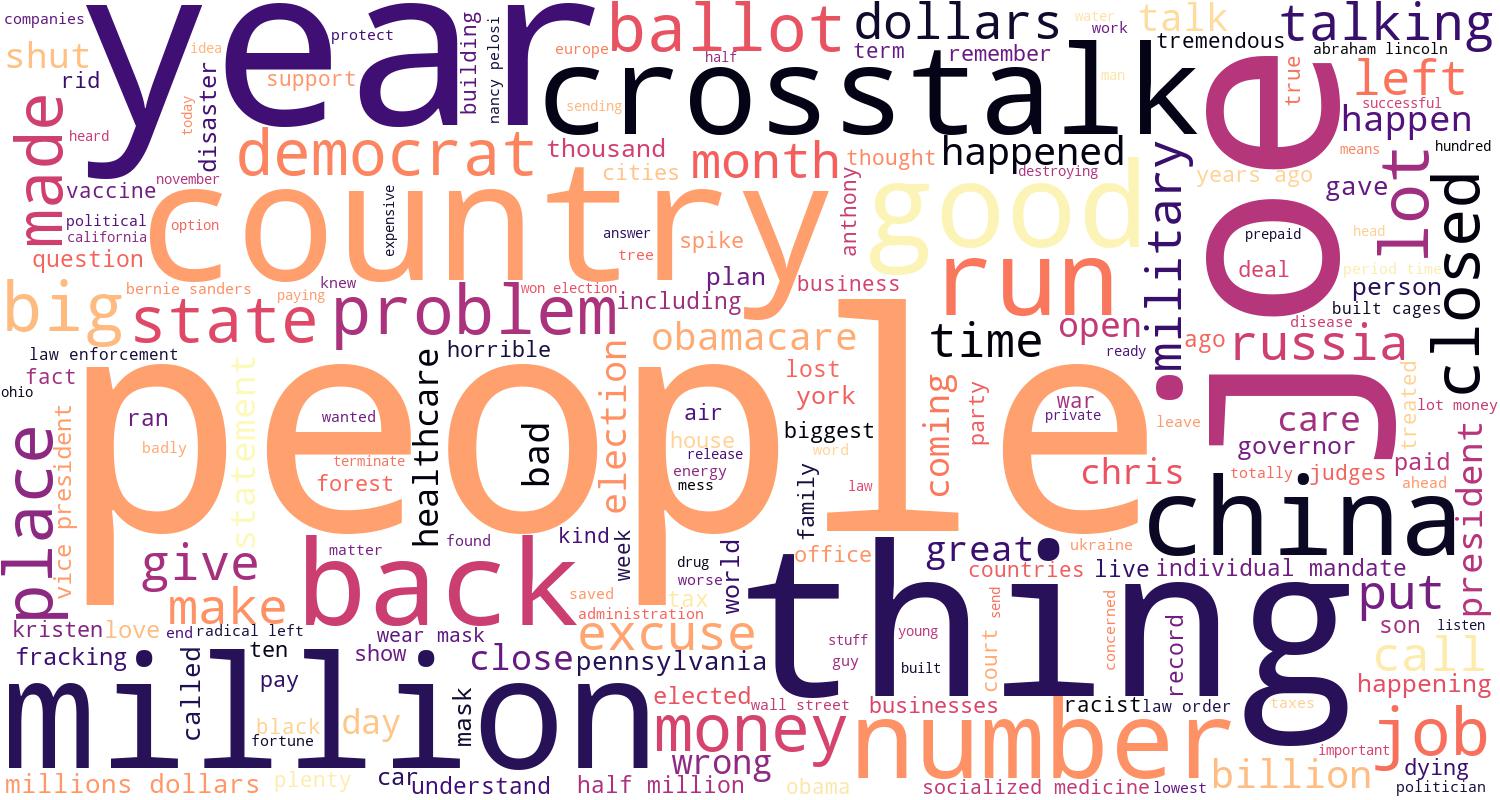 companies
year
protect
building
nancy pelosi
europe
ballot
half
dollars
term
remember
water
work
talk
tremendous
talking
abraham lincoln
shut
rid
idea
support
crosstalk
sending
man
true
left
successful
happen
made
heard
today
disaster
democrat
thousand
month
thought
happened
destroying
joe
means
hundred
vaccine
november
cities
anthony
good
military
years ago
gave
lot
closed
political
california
option
country
expensive
answer
tree
spike
question
prepaid
head
deal
period time
big
bernie sanders
paying
knew
won election
plan
business
run
person
state
problem
including
built cages
disease
obamacare
time
open
ready
ago
russia
law enforcement
horrible
fact
ohio
people
lost
york
ran
badly
statement
wanted
terminate
forest
healthcare
bad
election
air
house
release
energy
mess
biggest
word
family
law
coming
party
war
private
leave
care
governor
treated
lot money
chris
totally
judges
paid
ahead
place
vice president
china
president
give
back
matter
found
kind
week
drug
worse
world
office
great
ukraine
countries
live
individual mandate
put
make
saved
tax
administration
thing
send
concerned
kristen
love
end
radical left
wear mask
excuse
stuff
young
son
listen
fracking
called
ten
show
close
pennsylvania
guy
built
court
record
call
million
pay
mask
elected
wall street
businesses
racist
law order
taxes
happening
black
fortune
day
money
number
job
important
wrong
millions dollars
plenty
car
understand
half million
obama
socialized medicine
lowest
billion
dying
politician